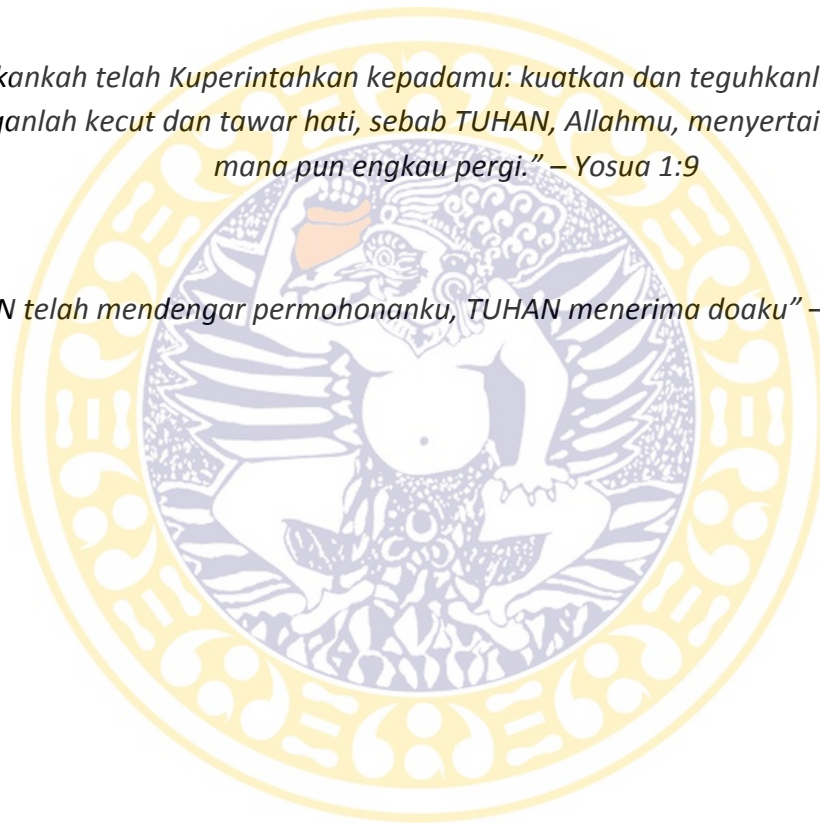 kankah telah Kuperintahkan kepadamu: kuatkan dan teguhkanl
ganlah kecut dan tawar hati, sebab TUHAN, Allahmu, menyertai
mana pun engkau pergi.” – Yosua 1:9
N telah mendengar permohonanku, TUHAN menerima doaku” –